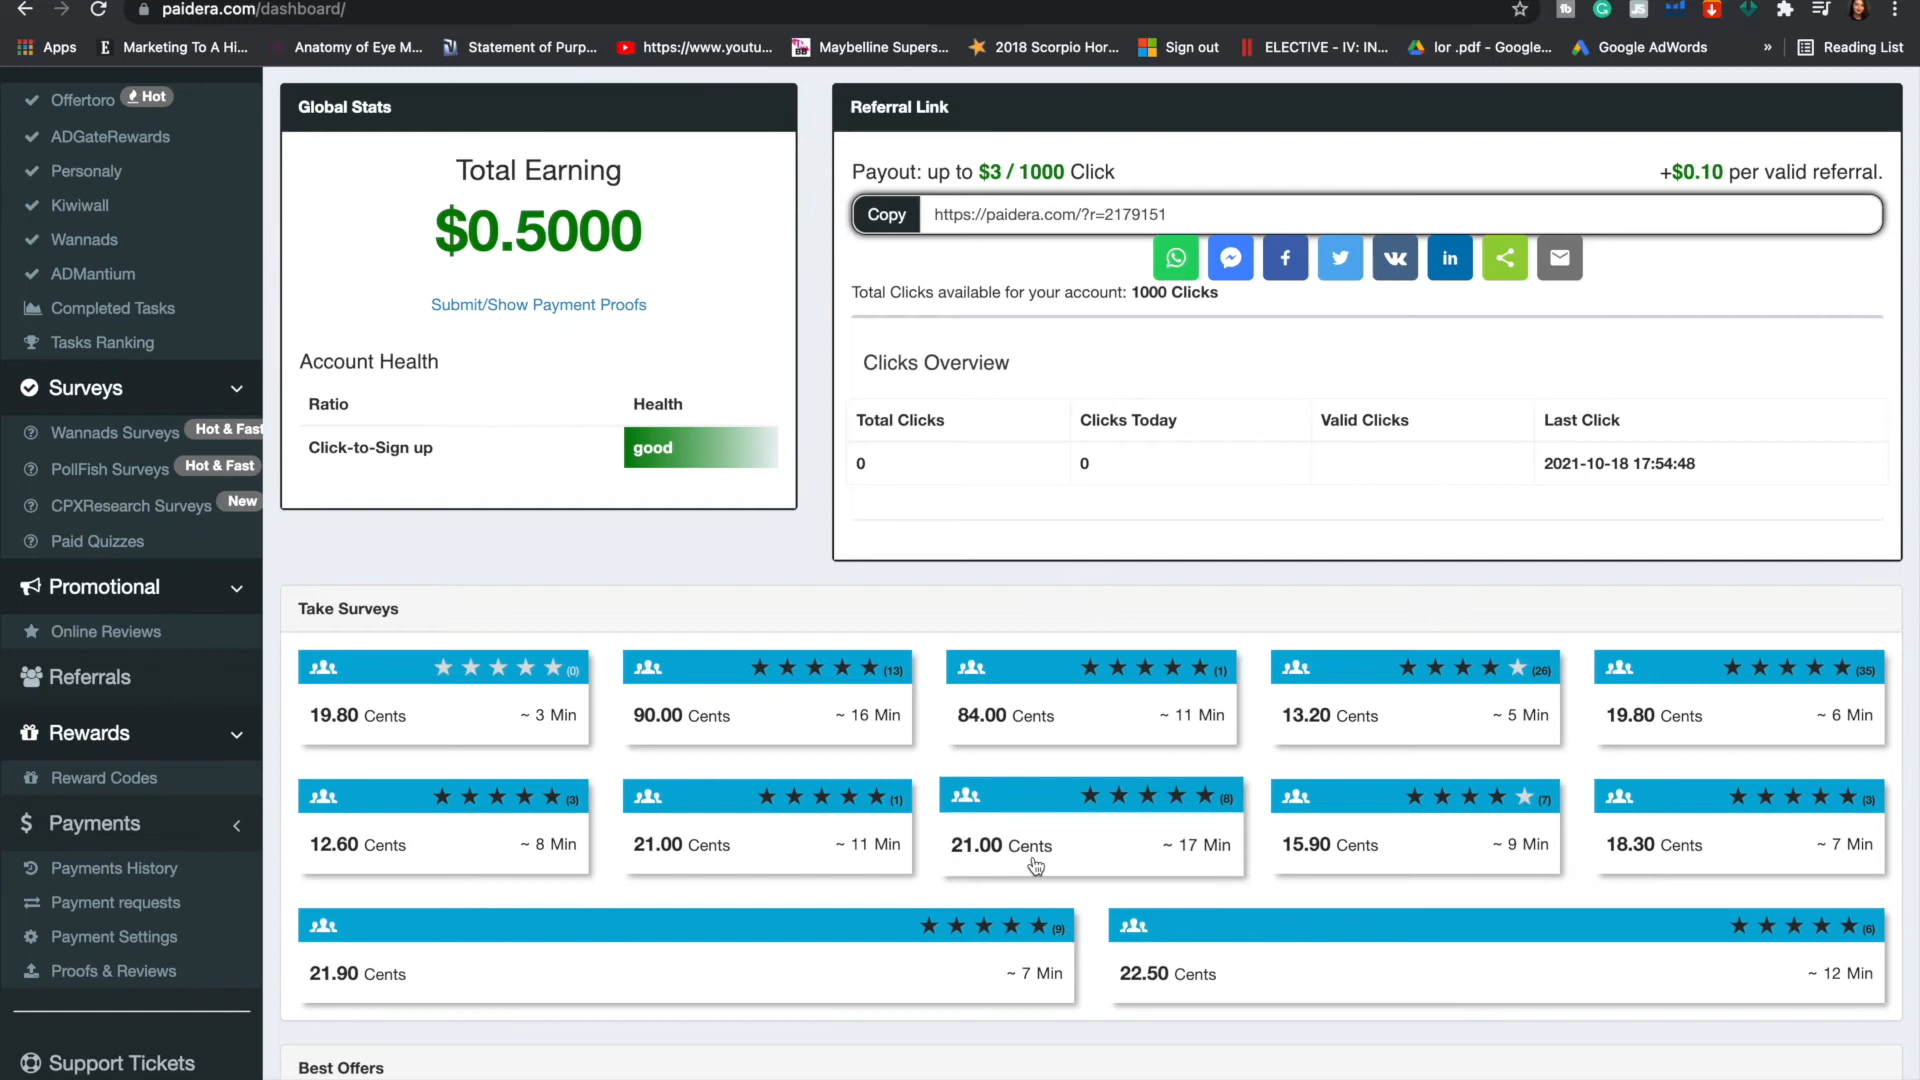 paidera.com/dashboard/
Apps
E
Marketing To A Hi...
Anatomy of Eye M...
Statement of Purp...
https://www.youtu...
Maybelline Supers...
2018 Scorpio Hor...
Sign out
ELECTIVE - IV: IN...
lor .pdf - Google...
Google AdWords
»
Reading List
Offertoro Hot
ADGateRewards
Personaly
Kiwiwall
Wannads
ADMantium
Completed Tasks
Tasks Ranking
Surveys
Wannads Surveys Hot & Fast
PollFish Surveys Hot & Fast
CPXResearch Surveys New
Paid Quizzes
Promotional
Online Reviews
Referrals
Rewards
Reward Codes
$ Payments
Payments History
Payment requests
Payment Settings
Proofs & Reviews
Support Tickets
Global Stats
Total Earning
$0.5000
Submit/Show Payment Proofs
Account Health
Ratio Health
Click-to-Sign up good
Referral Link
Payout: up to $3 / 1000 Click +$0.10 per valid referral.
Copy https://paidera.com/?r=2179151
Total Clicks available for your account: 1000 Clicks
Clicks Overview
Total Clicks Clicks Today Valid Clicks Last Click
0 0 2021-10-18 17:54:48
Take Surveys
(0) (13) (1) (26) (35)
19.80 Cents ~ 3 Min 90.00 Cents ~ 16 Min 84.00 Cents ~ 11 Min 13.20 Cents ~ 5 Min 19.80 Cents ~ 6 Min
(3) (1) (8) (7) (3)
12.60 Cents ~ 8 Min 21.00 Cents ~ 11 Min 21.00 Cents ~ 17 Min 15.90 Cents ~ 9 Min 18.30 Cents ~ 7 Min
(9) (6)
21.90 Cents ~ 7 Min 22.50 Cents ~ 12 Min
Best Offers